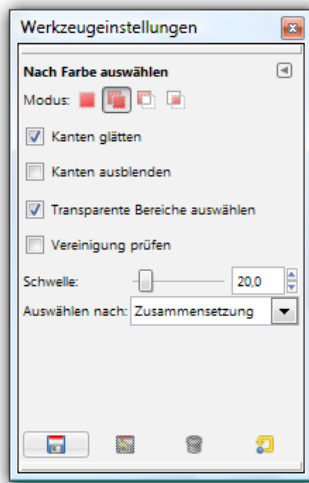 Werkzeugeinstellungen
Nach Farbe auswählen
Modus:
Kanten glätten
Kanten ausblenden
Transparente Bereiche auswählen
Vereinigung prüfen
Schwelle: 20,0
Auswählen nach: Zusammensetzung